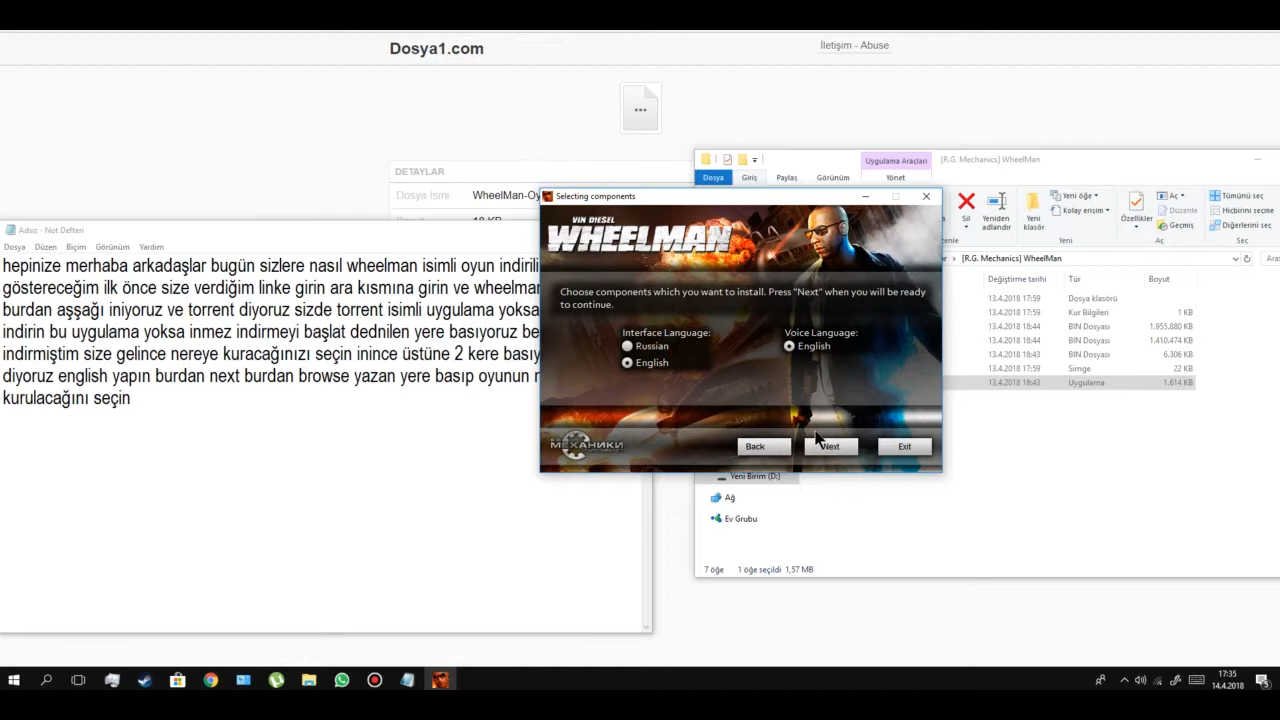 Dosya1.com
İletişim - Abuse
DETAYLAR
Dosya İsmi WheelMan-Oy
18 KB
Uygulama Araçları
[R.G. Mechanics] WheelMan
Dosya
Giriş
Paylaş
Görünüm
Yönet
Sil
Yeniden
adlandır
Yeni
klasör
Yeni öğe
Kolay erişim
Yeni
Özellikler
Aç
Düzenle
Geçmiş
Aç
Tümünü seç
Hiçbirini seçme
Diğerlerini seç
Seç
[R.G. Mechanics] WheelMan
Değiştirme tarihi Tür Boyut
13.4.2018 17:59 Dosya klasörü
13.4.2018 17:59 Kur Bilgileri 1 KB
13.4.2018 18:44 BIN Dosyası 1.955.880 KB
13.4.2018 18:44 BIN Dosyası 1.410.474 KB
13.4.2018 18:43 BIN Dosyası 6.306 KB
13.4.2018 17:59 Simge 22 KB
13.4.2018 18:43 Uygulama 1.614 KB
Yeni Birim (D:)
Ağ
Ev Grubu
7 öğe 1 öğe seçildi 1,57 MB
Adsız - Not Defteri
Dosya Düzen Biçim Görünüm Yardım
hepinize merhaba arkadaşlar bugün sizlere nasıl wheelman isimli oyun indirili
göstereceğim ilk önce size verdiğim linke girin ara kısmına girin ve wheelman
burdan aşşağı iniyoruz ve torrent diyoruz sizde torrent isimli uygulama yoksa
indirin bu uygulama yoksa inmez indirmeyi başlat dednilen yere basıyoruz be
indirmiştim size gelince nereye kuracağınızı seçin inince üstüne 2 kere basıy
diyoruz english yapın burdan next burdan browse yazan yere basıp oyunun n
kurulacağını seçin
Selecting components
VIN DIESEL
WHEELMAN
Choose components which you want to install. Press "Next" when you will be ready
to continue.
Interface Language:
Russian
English
Voice Language:
English
МЕХАНИКИ
Back
Next
Exit
17:35
14.4.2018